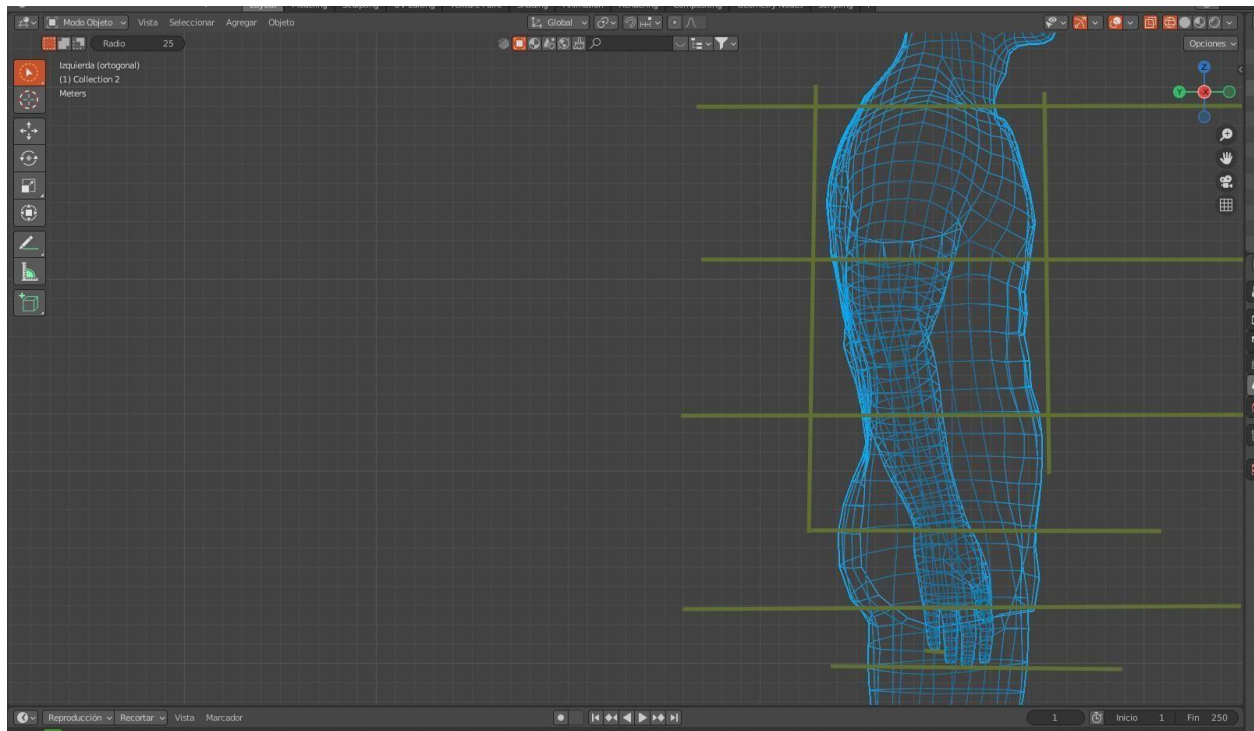 Modo Objeto Vista Seleccionar Agregar Objeto Global
Radio 25 Opciones
Izquierda (ortogonal)
(1) Collection 2
Meters
Z
Y X
Reproducción Recortar Vista Marcador 1 Inicio 1 Fin 250